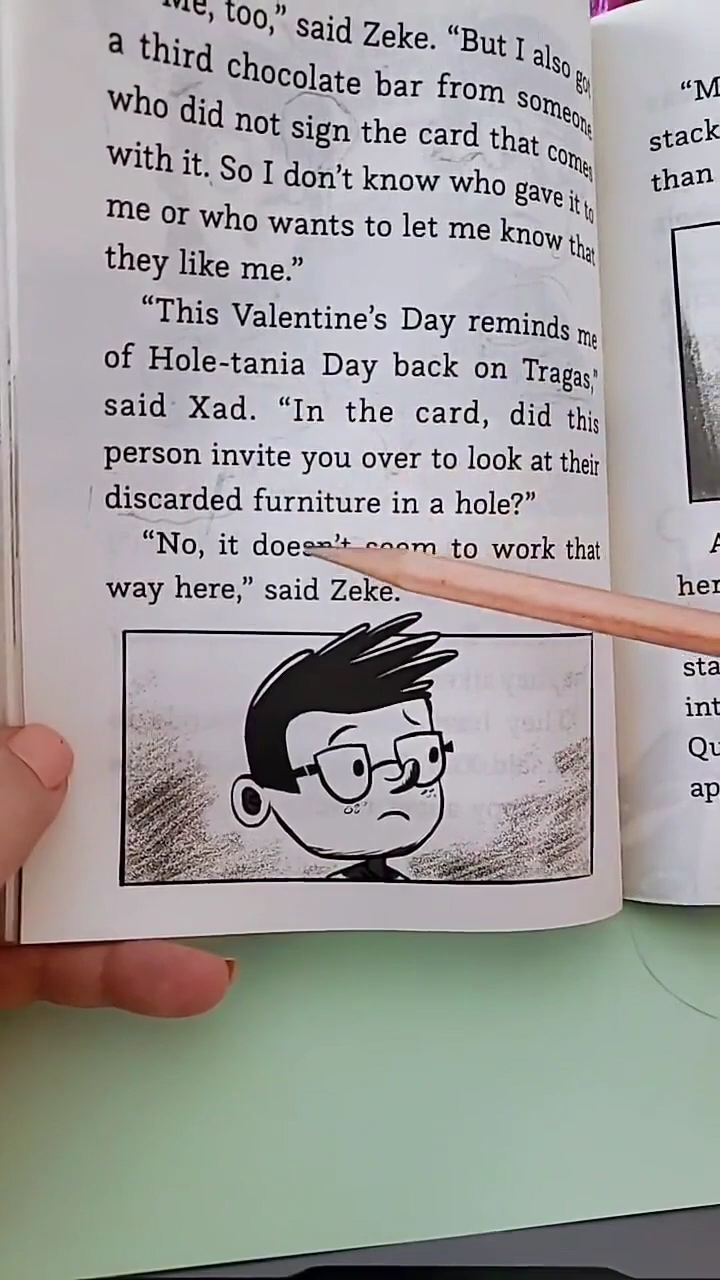 Me, too,” said Zeke. “But I also got
a third chocolate bar from someone
who did not sign the card that comes
with it. So I don’t know who gave it to
me or who wants to let me know that
they like me.”
“This Valentine’s Day reminds me
of Hole-tania Day back on Tragas,”
said Xad. “In the card, did this
person invite you over to look at their
discarded furniture in a hole?”
“No, it doesn’t seem to work that
way here,” said Zeke.
“M
stack
than
A
her
sta
int
Qu
ap